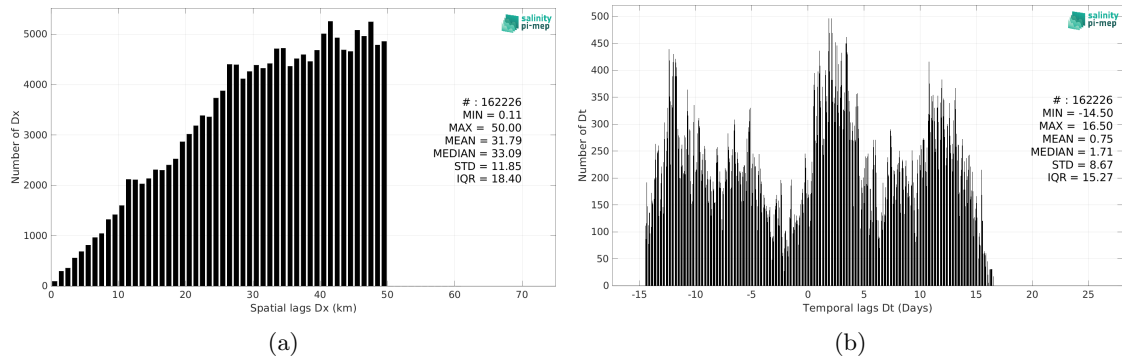 salinity
pi-mep
Number of Dx
5000
4000
3000
2000
1000
0
# : 162226
MIN = 0.11
MAX = 50.00
MEAN = 31.79
MEDIAN = 33.09
STD = 11.85
IQR = 18.40
0 10 20 30 40 50 60 70
Spatial lags Dx (km)
(a)
salinity
pi-mep
Number of Dt
500
450
400
350
300
250
200
150
100
50
0
# : 162226
MIN = -14.50
MAX = 16.50
MEAN = 0.75
MEDIAN = 1.71
STD = 8.67
IQR = 15.27
-15 -10 -5 0 5 10 15 20 25
Temporal lags Dt (Days)
(b)